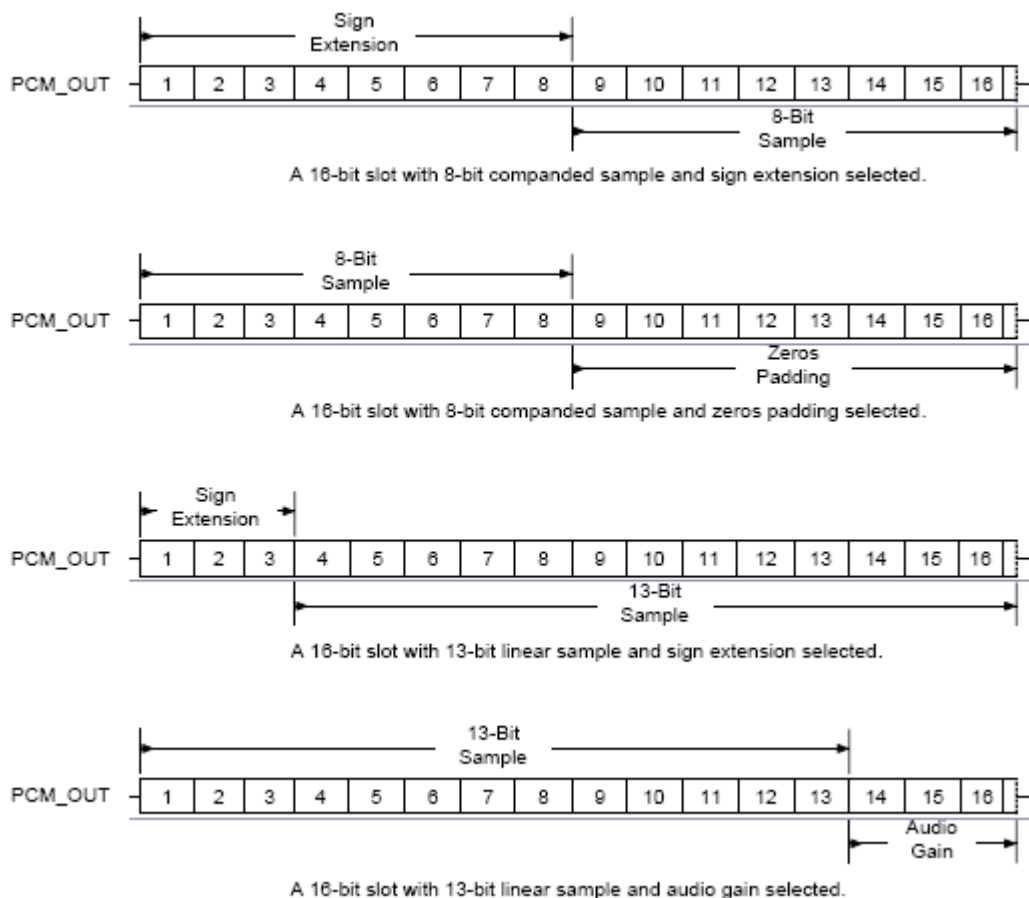 Sign
Extension
PCM_OUT 1 2 3 4 5 6 7 8 9 10 11 12 13 14 15 16
8-Bit
Sample
A 16-bit slot with 8-bit companded sample and sign extension selected.
8-Bit
Sample
PCM_OUT 1 2 3 4 5 6 7 8 9 10 11 12 13 14 15 16
Zeros
Padding
A 16-bit slot with 8-bit companded sample and zeros padding selected.
Sign
Extension
PCM_OUT 1 2 3 4 5 6 7 8 9 10 11 12 13 14 15 16
13-Bit
Sample
A 16-bit slot with 13-bit linear sample and sign extension selected.
13-Bit
Sample
PCM_OUT 1 2 3 4 5 6 7 8 9 10 11 12 13 14 15 16
Audio
Gain
A 16-bit slot with 13-bit linear sample and audio gain selected.